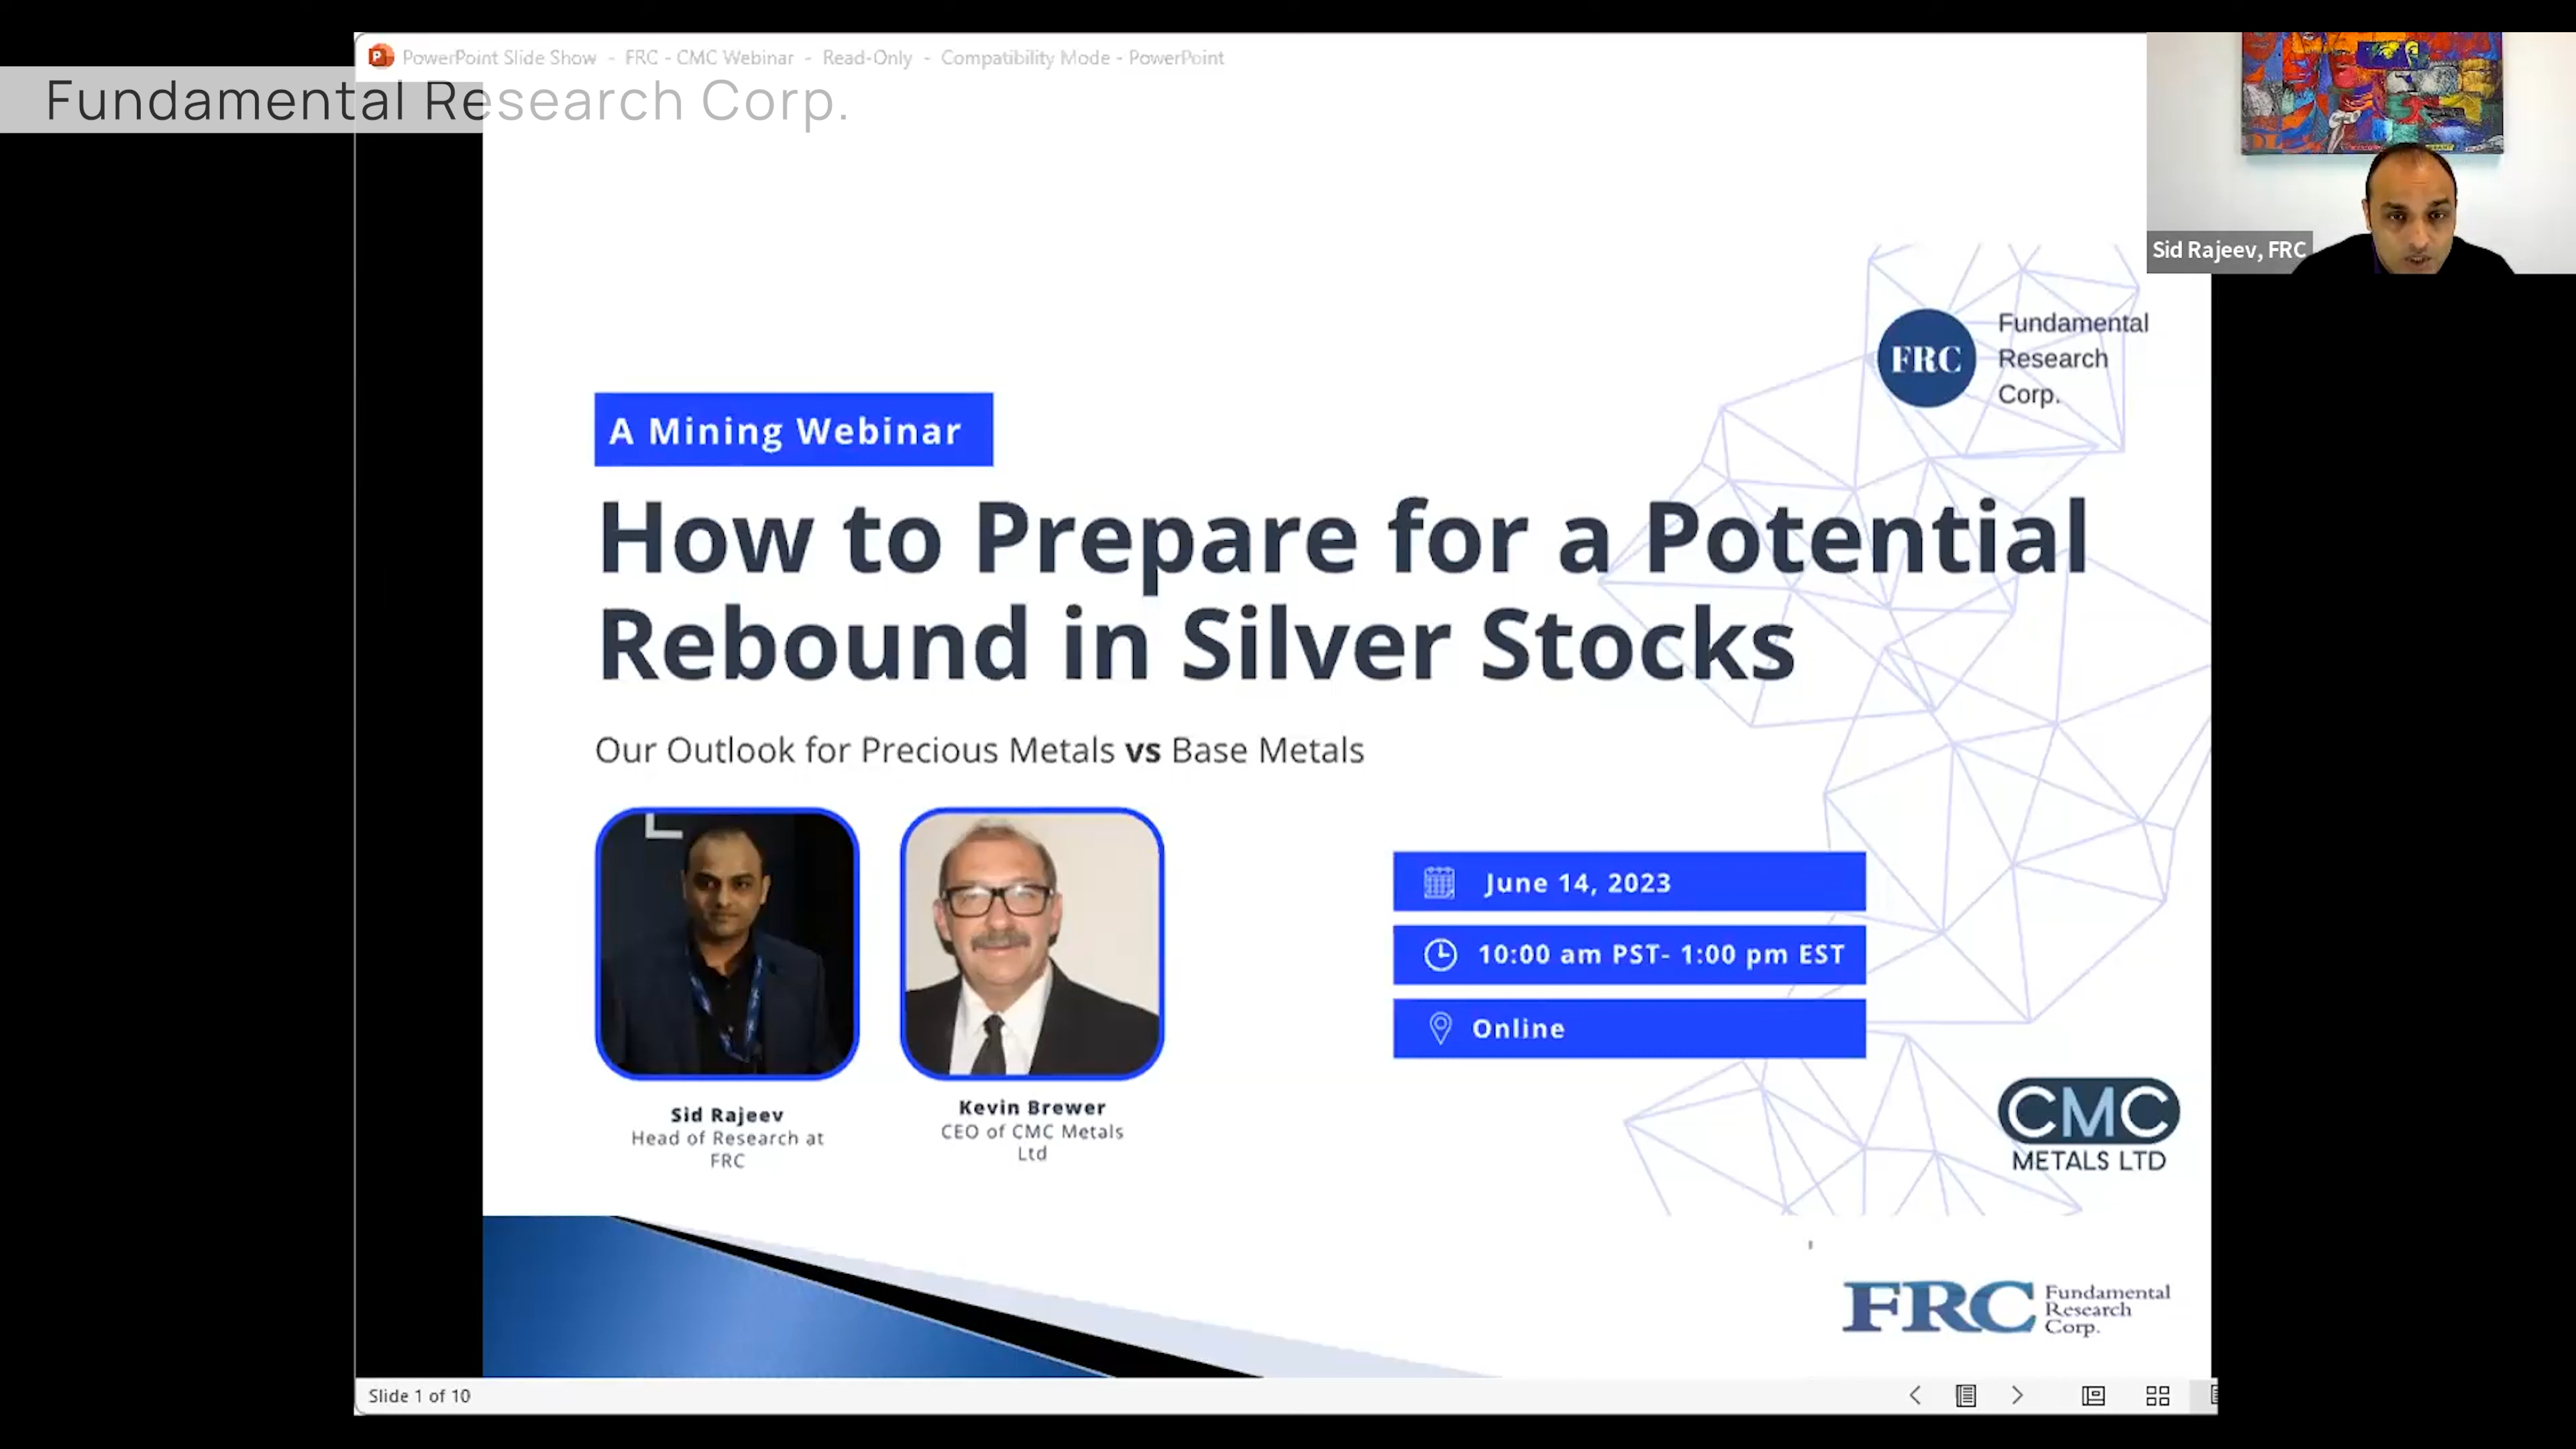 PowerPoint Slide Show - FRC - CMC Webinar - Read-Only - Compatibility Mode - PowerPoint
Fundamental Research Corp.
Sid Rajeev, FRC
FRC
Fundamental
Research
Corp.
A Mining Webinar
How to Prepare for a Potential
Rebound in Silver Stocks
Our Outlook for Precious Metals vs Base Metals
Sid Rajeev
Head of Research at
FRC
Kevin Brewer
CEO of CMC Metals
Ltd
June 14, 2023
10:00 am PST- 1:00 pm EST
Online
CMC
METALS LTD
FRC
Fundamental
Research
Corp.
Slide 1 of 10